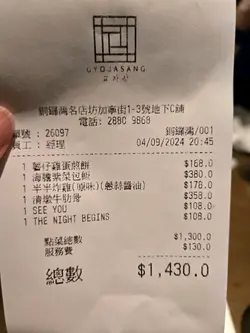 GYOJASANG
교자상
銅鑼灣名店坊加寧街1-3號地下C舖
電話: 2880 9868
單號 : 26097 銅鑼灣/001
員工 : 經理 04/09/2024 20:45
1 薯仔雞蛋煎餅 $168.0
1 海膽紫菜包飯 $380.0
1 半半炸雞(原味)(蔥蒜醬油) $178.0
1 清燉牛肋骨 $358.0
1 SEE YOU $108.0
1 THE NIGHT BEGINS $108.0
點菜總數 $1,300.0
服務費 $130.0
總數 $1,430.0